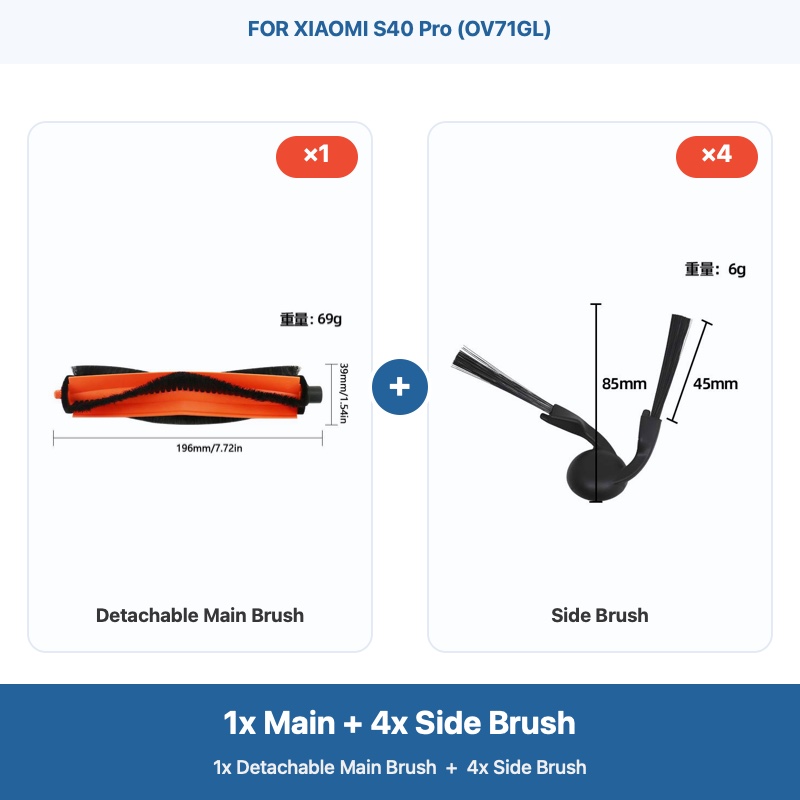 FOR XIAOMI S40 Pro (OV71GL)
×1
×4
重量: 69g
39mm/1.54in
196mm/7.72in
Detachable Main Brush
+
重量: 6g
85mm
45mm
Side Brush
1x Main + 4x Side Brush
1x Detachable Main Brush + 4x Side Brush